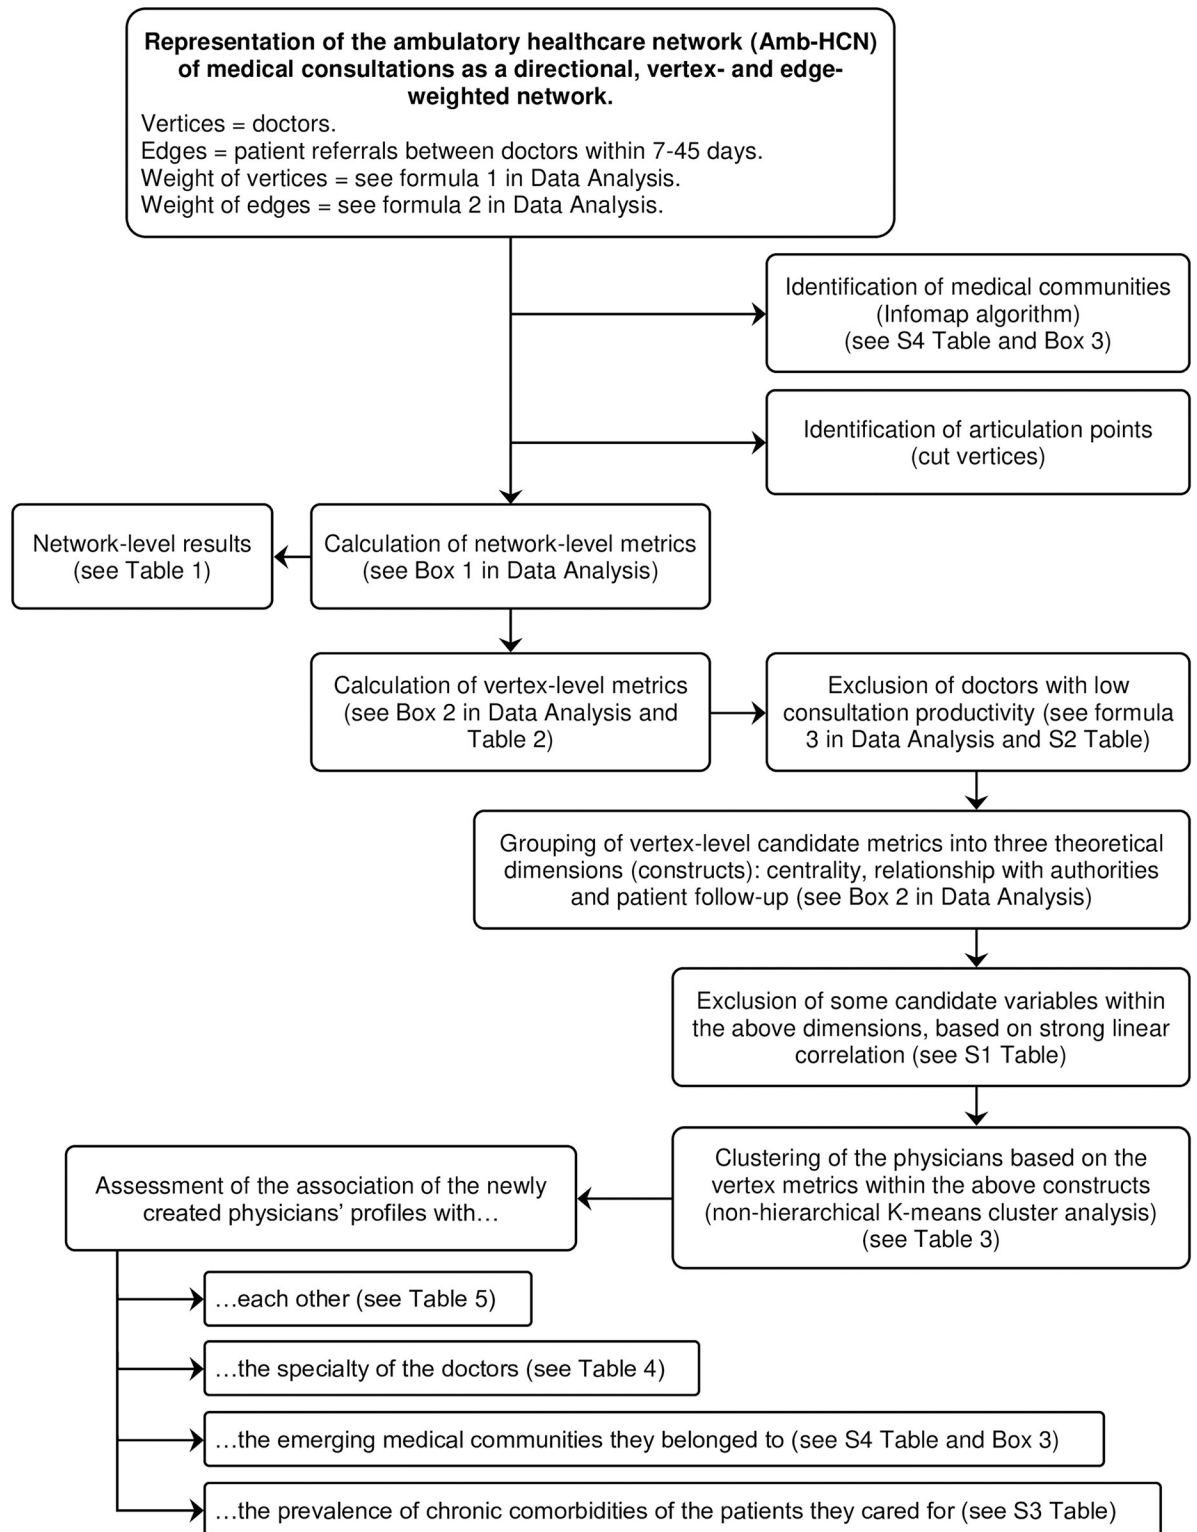 Representation of the ambulatory healthcare network (Amb-HCN)
of medical consultations as a directional, vertex- and edge-
weighted network.
Vertices = doctors.
Edges = patient referrals between doctors within 7-45 days.
Weight of vertices = see formula 1 in Data Analysis.
Weight of edges = see formula 2 in Data Analysis.
Identification of medical communities
(Infomap algorithm)
(see S4 Table and Box 3)
Identification of articulation points
(cut vertices)
Network-level results
(see Table 1)
Calculation of network-level metrics
(see Box 1 in Data Analysis)
Calculation of vertex-level metrics
(see Box 2 in Data Analysis and
Table 2)
Exclusion of doctors with low
consultation productivity (see formula
3 in Data Analysis and S2 Table)
Grouping of vertex-level candidate metrics into three theoretical
dimensions (constructs): centrality, relationship with authorities
and patient follow-up (see Box 2 in Data Analysis)
Exclusion of some candidate variables within
the above dimensions, based on strong linear
correlation (see S1 Table)
Clustering of the physicians based on the
vertex metrics within the above constructs
(non-hierarchical K-means cluster analysis)
(see Table 3)
Assessment of the association of the newly
created physicians’ profiles with…
…each other (see Table 5)
…the specialty of the doctors (see Table 4)
…the emerging medical communities they belonged to (see S4 Table and Box 3)
…the prevalence of chronic comorbidities of the patients they cared for (see S3 Table)